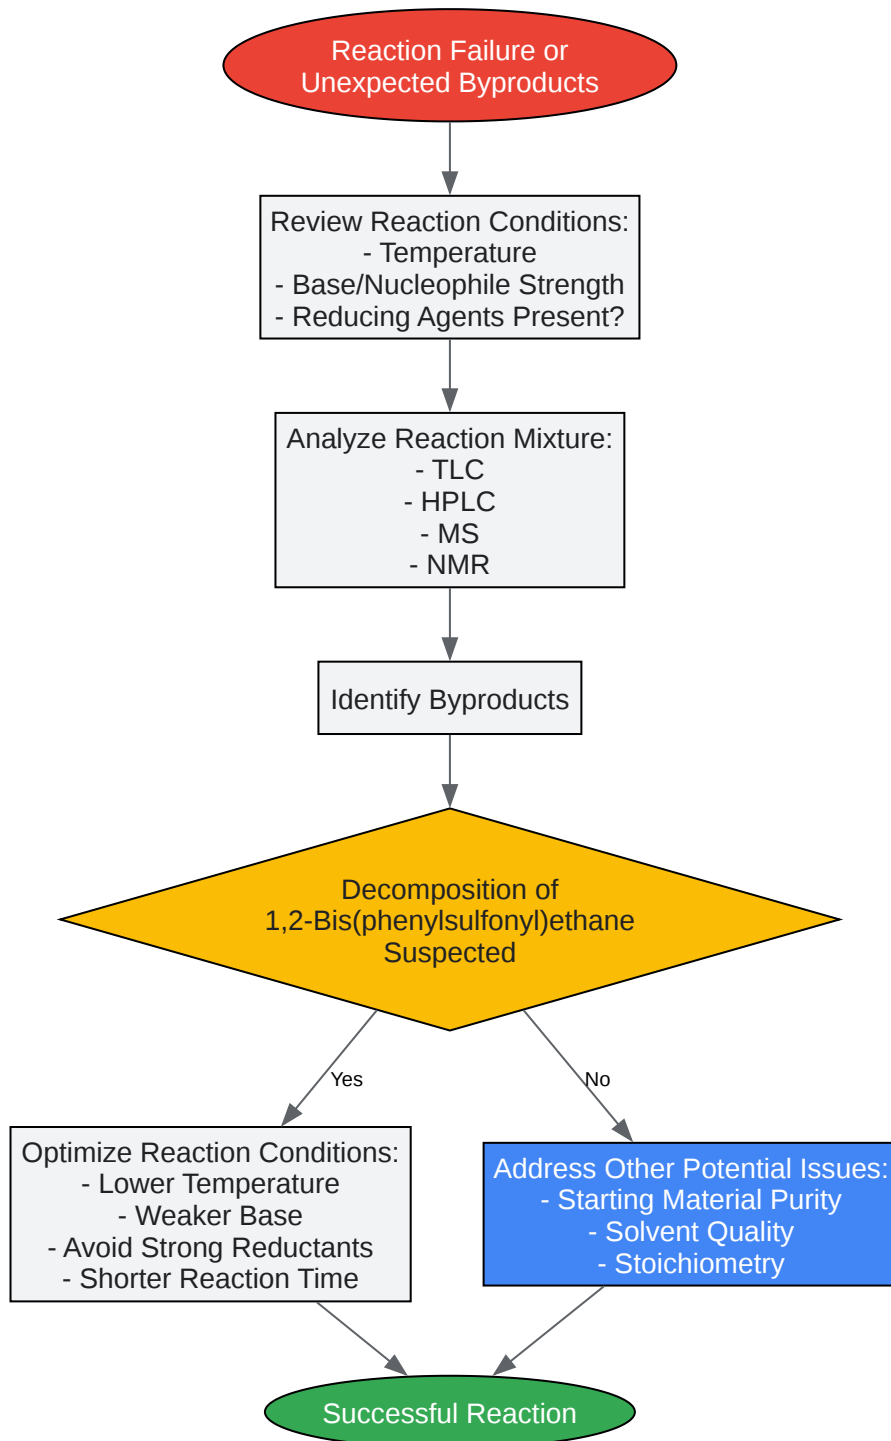 Reaction Failure or
Unexpected Byproducts
Review Reaction Conditions:
- Temperature
- Base/Nucleophile Strength
- Reducing Agents Present?
Analyze Reaction Mixture:
- TLC
- HPLC
- MS
- NMR
Identify Byproducts
Decomposition of
1,2-Bis(phenylsulfonyl)ethane
Suspected
Yes
No
Optimize Reaction Conditions:
- Lower Temperature
- Weaker Base
- Avoid Strong Reductants
- Shorter Reaction Time
Address Other Potential Issues:
- Starting Material Purity
- Solvent Quality
- Stoichiometry
Successful Reaction